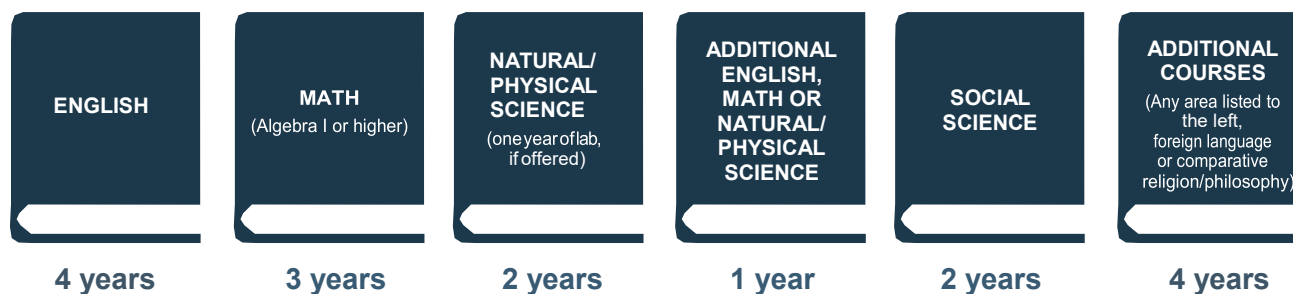 ENGLISH
4 years
MATH
(Algebra I or higher)
3 years
NATURAL/
PHYSICAL
SCIENCE
(one year of lab,
if offered)
2 years
ADDITIONAL
ENGLISH,
MATH OR
NATURAL/
PHYSICAL
SCIENCE
1 year
SOCIAL
SCIENCE
2 years
ADDITIONAL
COURSES
(Any area listed to
the left,
foreign language
or comparative
religion/philosophy)
4 years